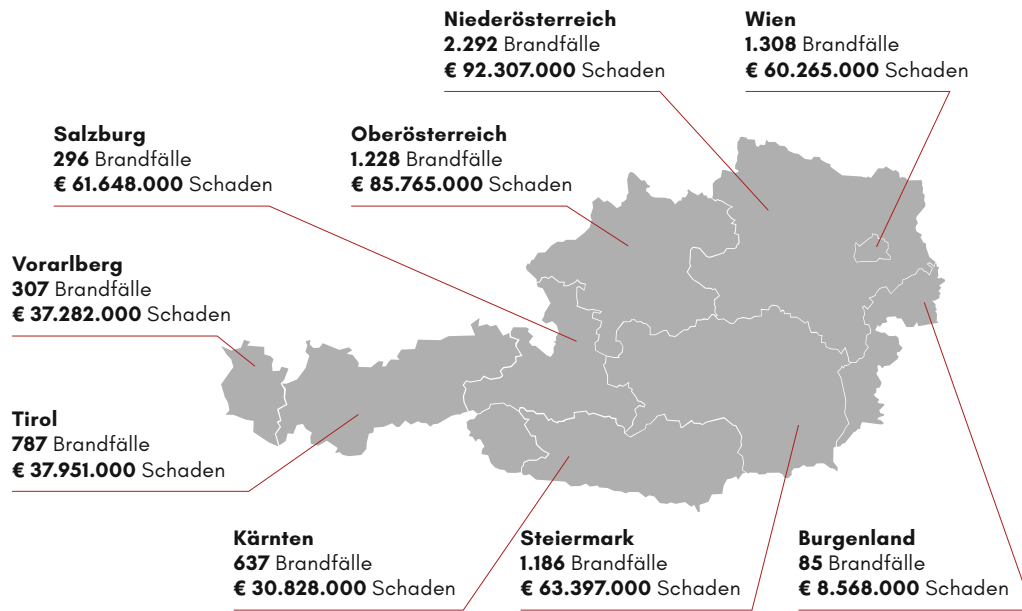 Niederösterreich
2.292 Brandfälle
€ 92.307.000 Schaden
Wien
1.308 Brandfälle
€ 60.265.000 Schaden
Salzburg
296 Brandfälle
€ 61.648.000 Schaden
Oberösterreich
1.228 Brandfälle
€ 85.765.000 Schaden
Vorarlberg
307 Brandfälle
€ 37.282.000 Schaden
Tirol
787 Brandfälle
€ 37.951.000 Schaden
Kärnten
637 Brandfälle
€ 30.828.000 Schaden
Steiermark
1.186 Brandfälle
€ 63.397.000 Schaden
Burgenland
85 Brandfälle
€ 8.568.000 Schaden